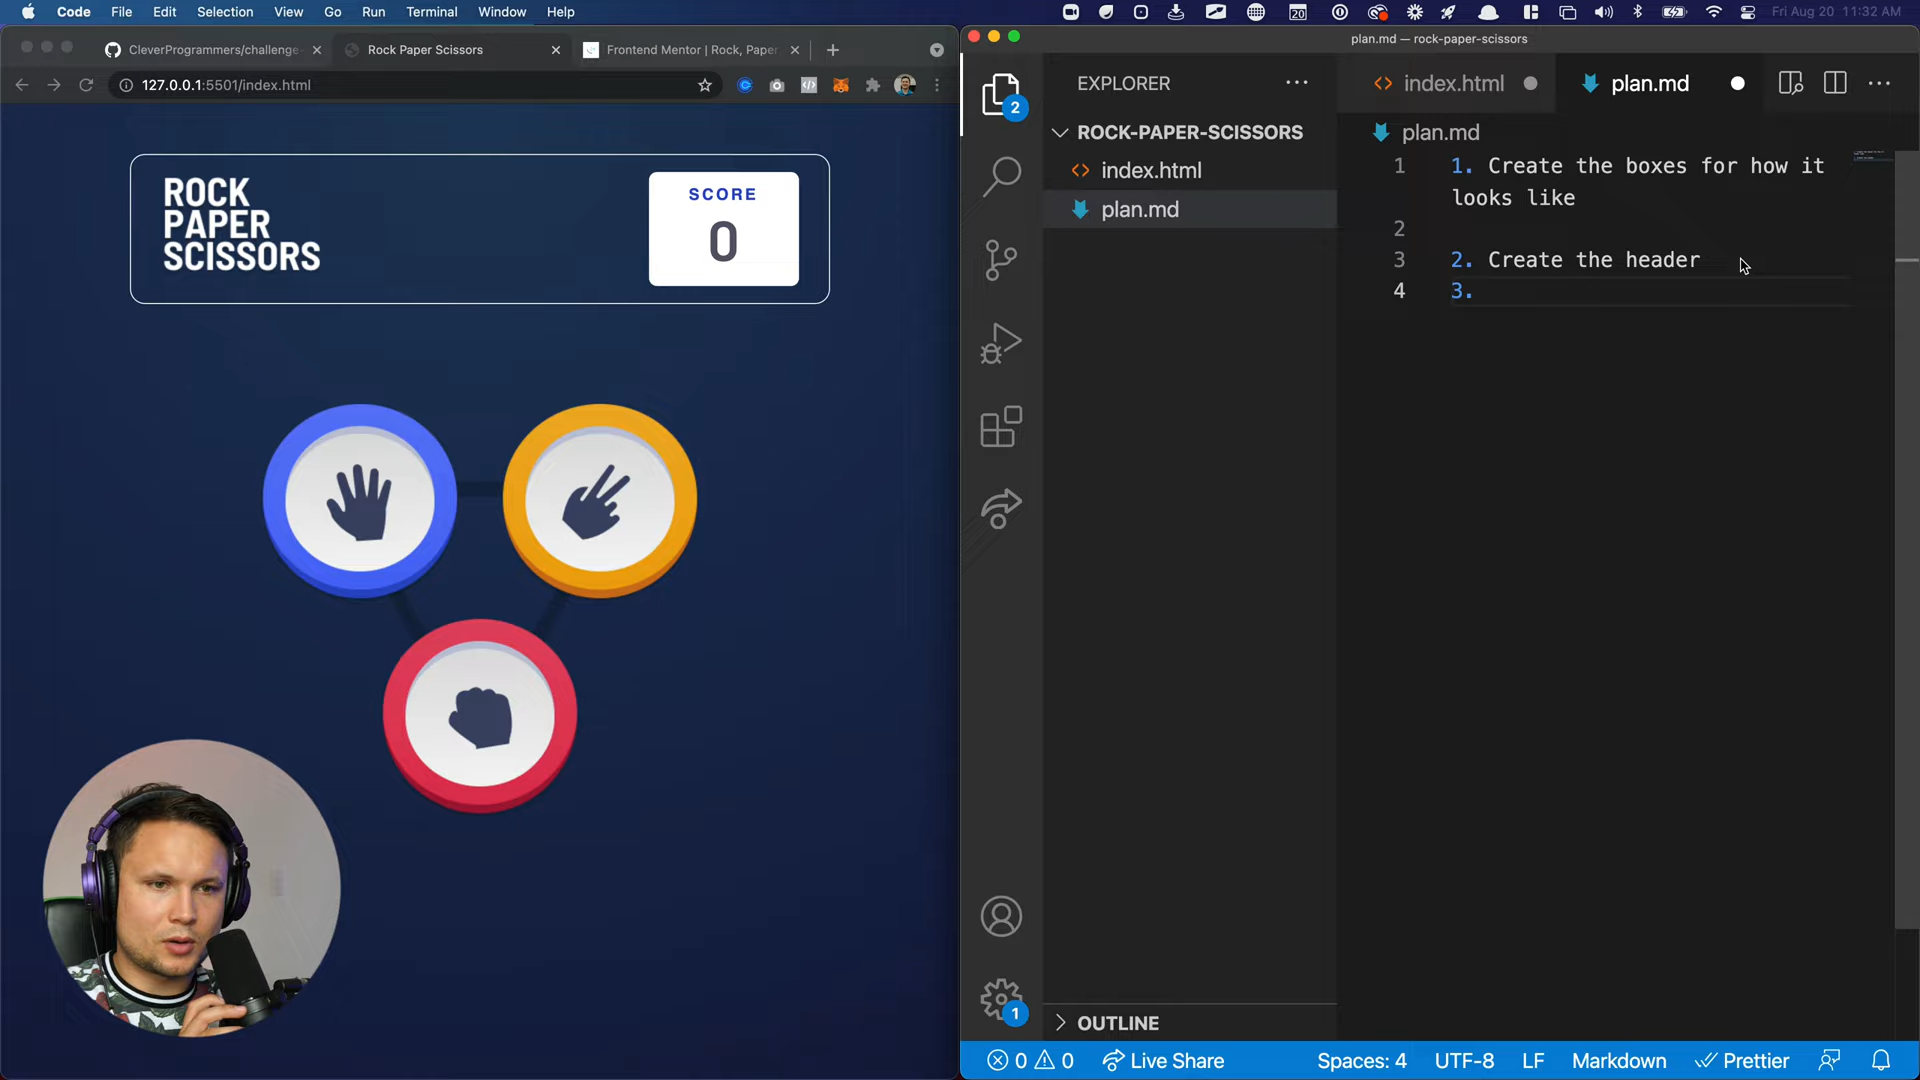 Code File Edit Selection View Go Run Terminal Window Help
20 Fri Aug 20 11:32 AM
CleverProgrammers/challenge- Rock Paper Scissors Frontend Mentor | Rock, Paper
127.0.0.1:5501/index.html
ROCK
PAPER
SCISSORS
SCORE
0
plan.md — rock-paper-scissors
2
EXPLORER
ROCK-PAPER-SCISSORS
index.html
plan.md
index.html plan.md
plan.md
1 1. Create the boxes for how it
looks like
2
3 2. Create the header
4 3.
1
OUTLINE
0 0 Live Share Spaces: 4 UTF-8 LF Markdown Prettier